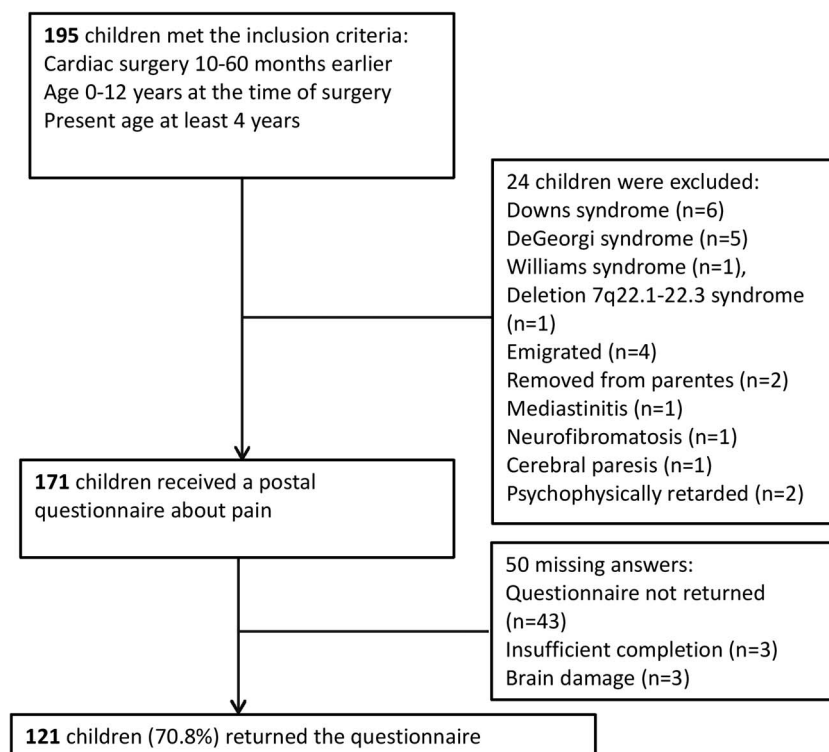 195 children met the inclusion criteria:
Cardiac surgery 10-60 months earlier
Age 0-12 years at the time of surgery
Present age at least 4 years
24 children were excluded:
Downs syndrome (n=6)
DeGeorgi syndrome (n=5)
Williams syndrome (n=1),
Deletion 7q22.1-22.3 syndrome
(n=1)
Emigrated (n=4)
Removed from parentes (n=2)
Mediastinitis (n=1)
Neurofibromatosis (n=1)
Cerebral paresis (n=1)
Psychophysically retarded (n=2)
171 children received a postal
questionnaire about pain
50 missing answers:
Questionnaire not returned
(n=43)
Insufficient completion (n=3)
Brain damage (n=3)
121 children (70.8%) returned the questionnaire